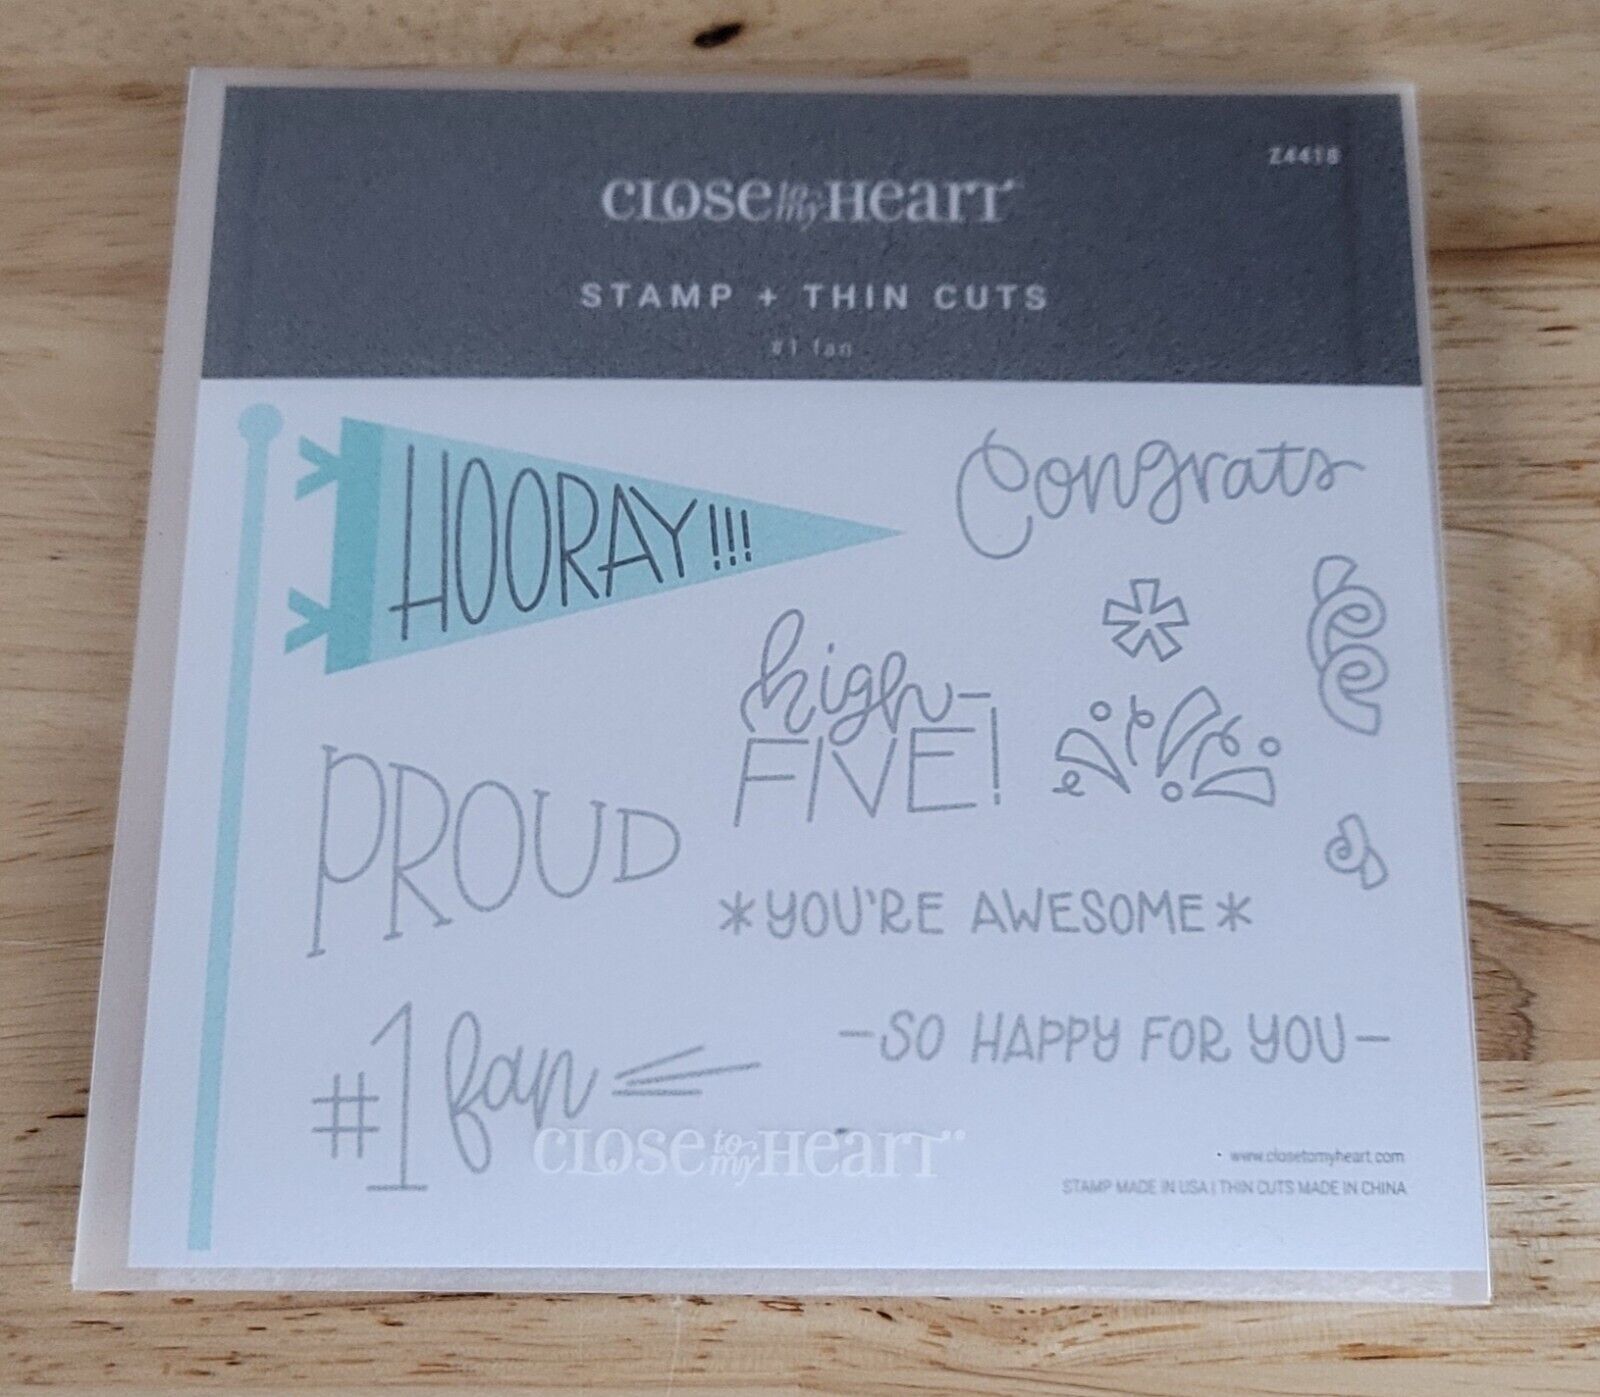 Z4418
CLOSE to my HEART
STAMP + THIN CUTS
#1 fan
HOORAY!!!
Congrats
high-
FIVE!
PROUD
*YOU'RE AWESOME*
#1 fan
-SO HAPPY FOR YOU-
CLOSE to my HEART®
www.closetomyheart.com
STAMP MADE IN USA | THIN CUTS MADE IN CHINA